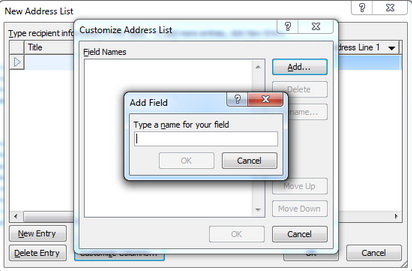 New Address List
Customize Address List
Type recipient info
Title
Address Line 1
Field Names
Add...
Delete
Add Field
Type a name for your field
OK
Cancel
Move Up
Move Down
OK
Cancel
New Entry
Delete Entry
Customize Columns...
OK
Cancel